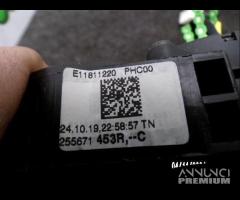 E11811220 PHC00
24.10.19,22:58:57 TN
255671 453R,--C
ANNUNCI
PREMIUM